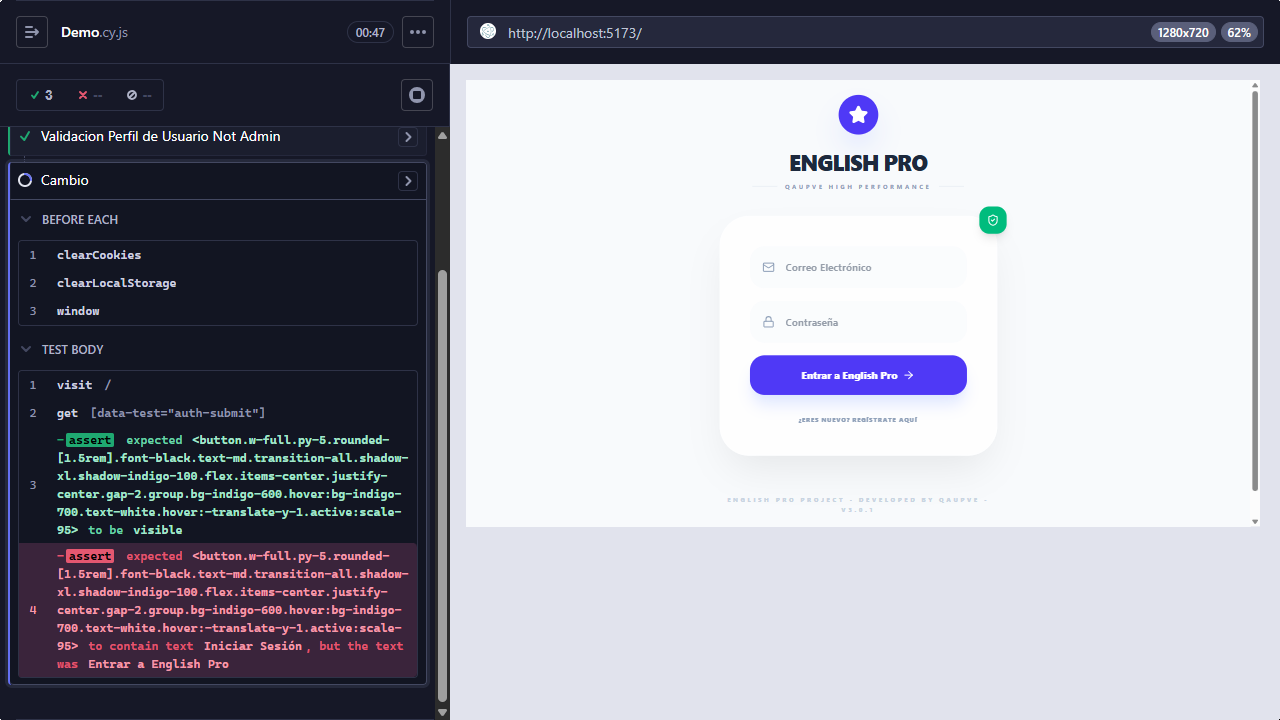 Demo.cy.js
00:47
http://localhost:5173/
1280x720
62%
3
--
--
Validacion Perfil de Usuario Not Admin
Cambio
BEFORE EACH
1 clearCookies
2 clearLocalStorage
3 window
TEST BODY
1 visit /
2 get [data-test="auth-submit"]
3 -assert expected <button.w-full.py-5.rounded-
[1.5rem].font-black.text-md.transition-all.shadow-
xl.shadow-indigo-100.flex.items-center.justify-
center.gap-2.group.bg-indigo-600.hover:bg-indigo-
700.text-white.hover:-translate-y-1.active:scale-
95> to be visible
4 -assert expected <button.w-full.py-5.rounded-
[1.5rem].font-black.text-md.transition-all.shadow-
xl.shadow-indigo-100.flex.items-center.justify-
center.gap-2.group.bg-indigo-600.hover:bg-indigo-
700.text-white.hover:-translate-y-1.active:scale-
95> to contain text Iniciar Sesión, but the text
was Entrar a English Pro
ENGLISH PRO
QAUPVE HIGH PERFORMANCE
Correo Electrónico
Contraseña
Entrar a English Pro
¿ERES NUEVO? REGÍSTRATE AQUÍ
ENGLISH PRO PROJECT - DEVELOPED BY QAUPVE -
V3.0.1